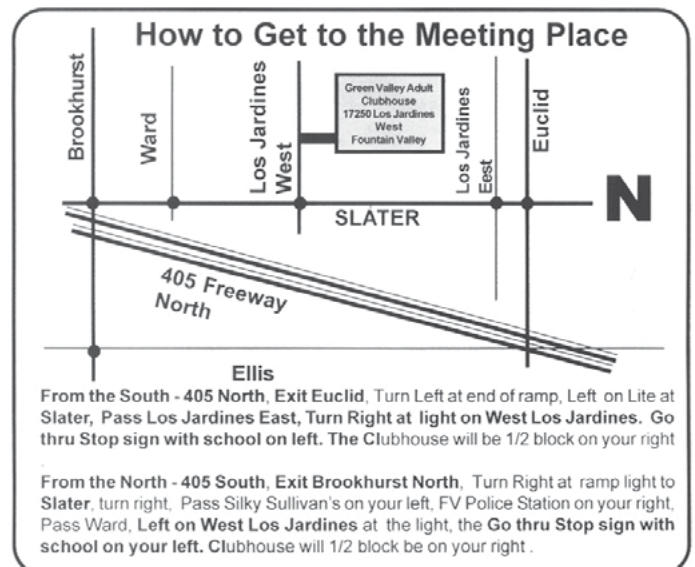 How to Get to the Meeting Place
Brookhurst
Ward
Los Jardines
West
Green Valley Adult
Clubhouse
17250 Los Jardines
West
Fountain Valley
Los Jardines
Eest
Euclid
N
SLATER
405 Freeway
North
Ellis
From the South - 405 North, Exit Euclid, Turn Left at end of ramp, Left on Lite at
Slater, Pass Los Jardines East, Turn Right at light on West Los Jardines. Go
thru Stop sign with school on left. The Clubhouse will be 1/2 block on your right
.
From the North - 405 South, Exit Brookhurst North, Turn Right at ramp light to
Slater, turn right, Pass Silky Sullivan's on your left, FV Police Station on your right,
Pass Ward, Left on West Los Jardines at the light, the Go thru Stop sign with
school on your left. Clubhouse will 1/2 block be on your right .